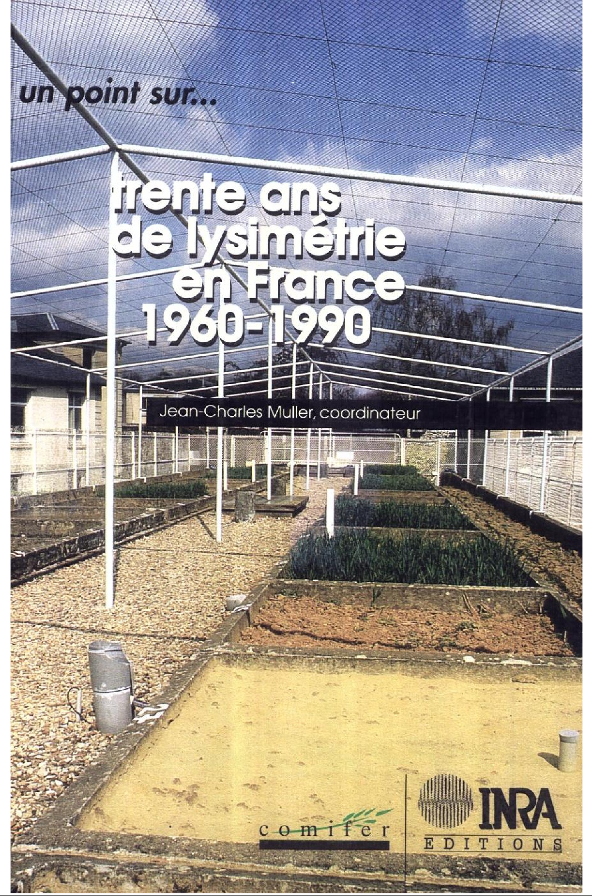 un point sur...
trente ans
de lysimétrie
en France
1960-1990
Jean-Charles Muller, coordinateur
comifer
INRA
EDITIONS